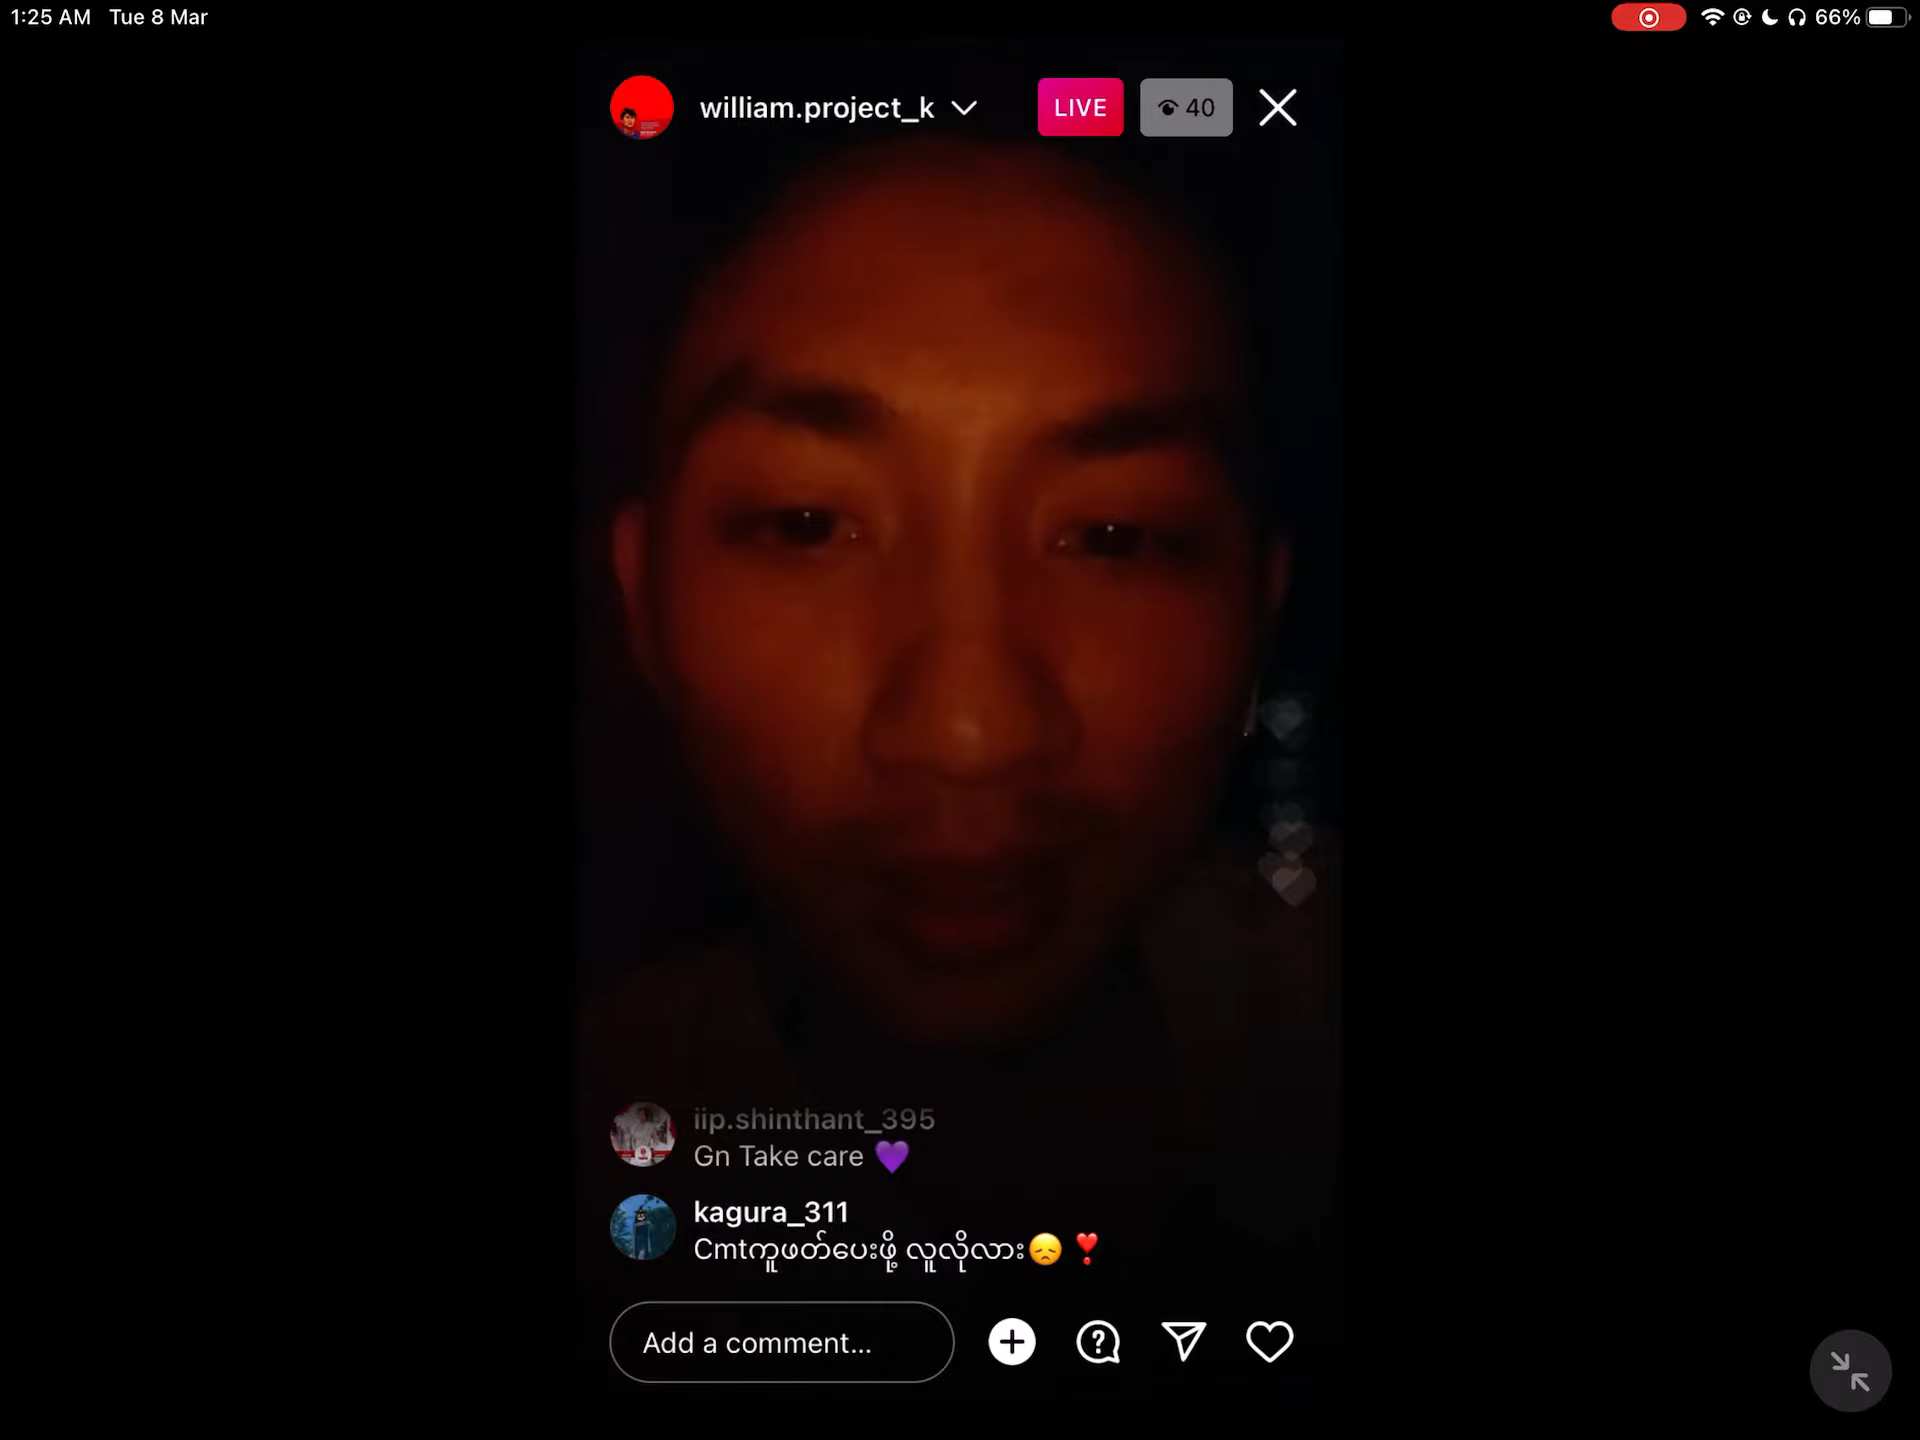 1:25 AM Tue 8 Mar
66%
william.project_k
LIVE
40
iip.shinthant_395
Gn Take care 💜
kagura_311
Cmtကူဖတ်ပေးဖို့ လူလိုလား😞❣️
Add a comment...